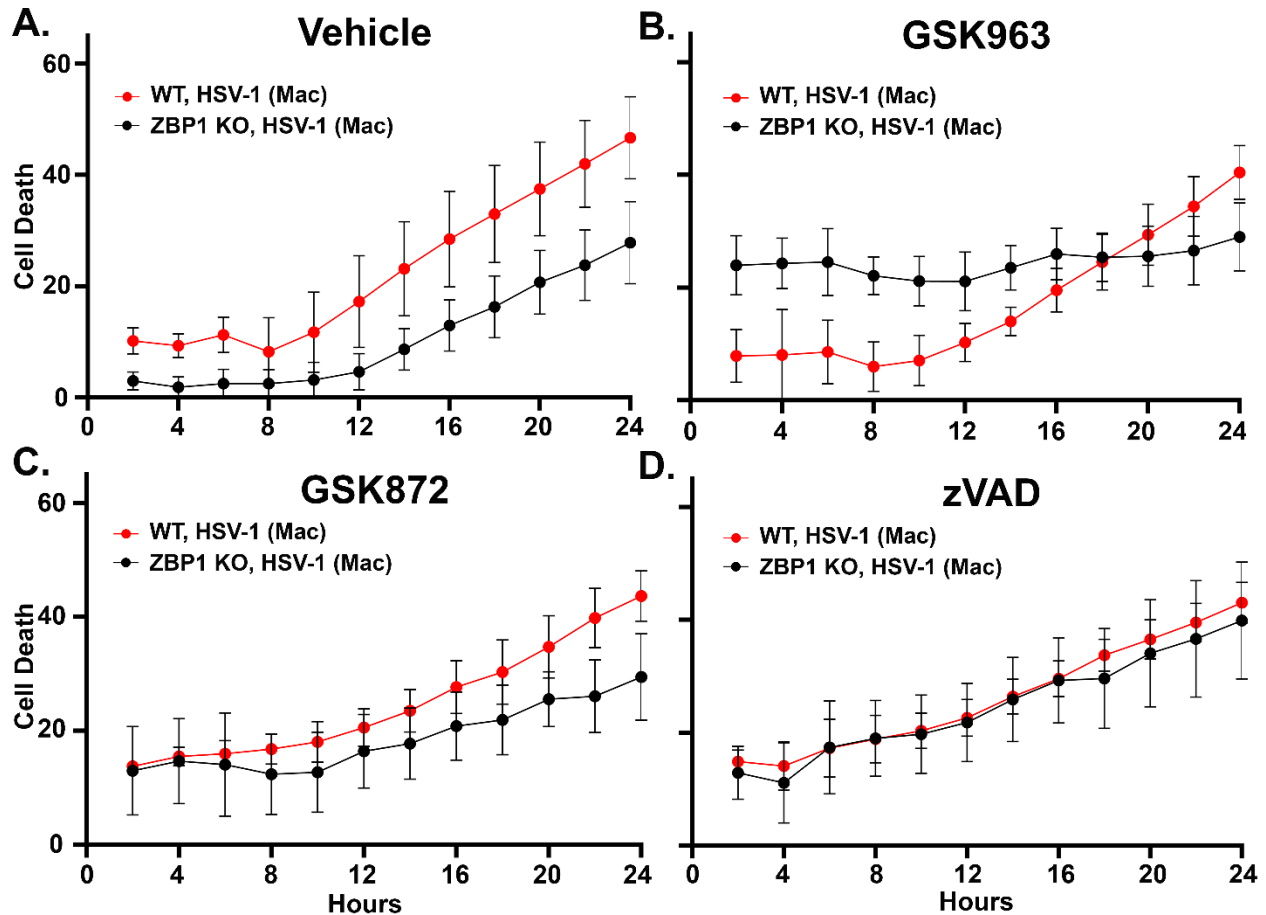 A.
Vehicle
60
WT, HSV-1 (Mac)
ZBP1 KO, HSV-1 (Mac)
40
Cell Death
20
0
0 4 8 12 16 20 24
B.
GSK963
WT, HSV-1 (Mac)
ZBP1 KO, HSV-1 (Mac)
0 4 8 12 16 20 24
C.
GSK872
60
WT, HSV-1 (Mac)
ZBP1 KO, HSV-1 (Mac)
40
Cell Death
20
0
0 4 8 12 16 20 24
Hours
D.
zVAD
WT, HSV-1 (Mac)
ZBP1 KO, HSV-1 (Mac)
0 4 8 12 16 20 24
Hours